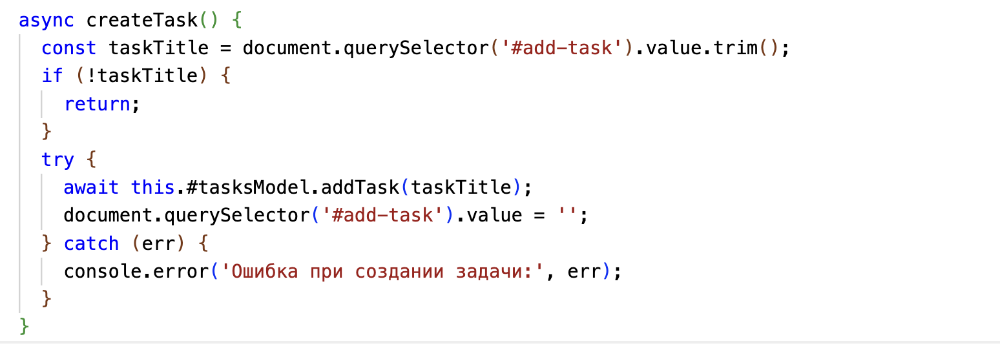 async createTask() {
const taskTitle = document.querySelector('#add-task').value.trim();
if (!taskTitle) {
return;
}
try {
await this.#tasksModel.addTask(taskTitle);
document.querySelector('#add-task').value = '';
} catch (err) {
console.error('Ошибка при создании задачи:', err);
}
}